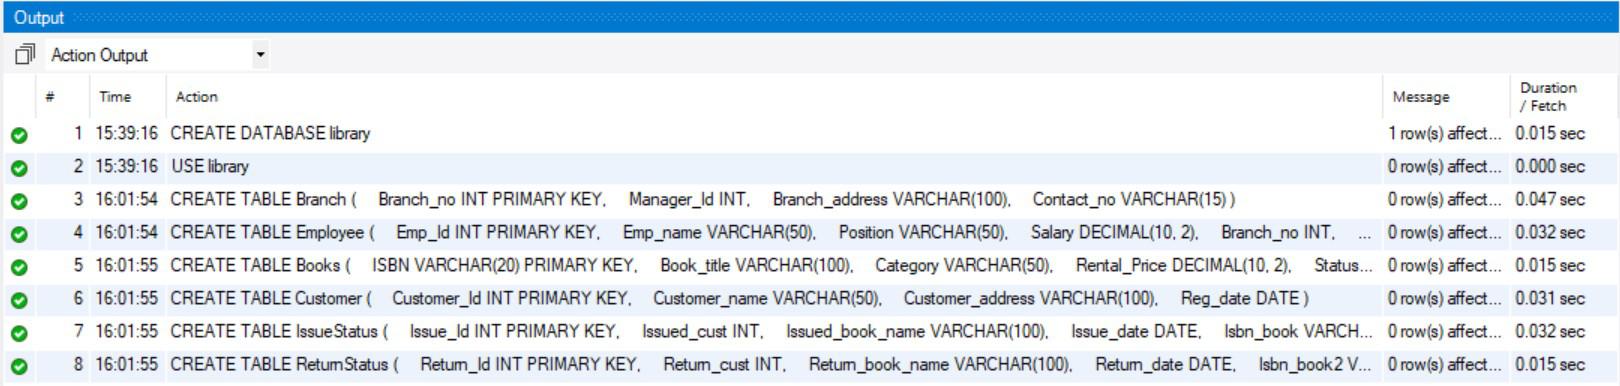 Output
Action Output
# Time Action Message Duration / Fetch
1 15:39:16 CREATE DATABASE library 1 row(s) affect... 0.015 sec
2 15:39:16 USE library 0 row(s) affect... 0.000 sec
3 16:01:54 CREATE TABLE Branch ( Branch_no INT PRIMARY KEY, Manager_Id INT, Branch_address VARCHAR(100), Contact_no VARCHAR(15) ) 0 row(s) affect... 0.047 sec
4 16:01:54 CREATE TABLE Employee ( Emp_Id INT PRIMARY KEY, Emp_name VARCHAR(50), Position VARCHAR(50), Salary DECIMAL(10, 2), Branch_no INT, ... 0 row(s) affect... 0.032 sec
5 16:01:55 CREATE TABLE Books ( ISBN VARCHAR(20) PRIMARY KEY, Book_title VARCHAR(100), Category VARCHAR(50), Rental_Price DECIMAL(10, 2), Status... 0 row(s) affect... 0.015 sec
6 16:01:55 CREATE TABLE Customer ( Customer_Id INT PRIMARY KEY, Customer_name VARCHAR(50), Customer_address VARCHAR(100), Reg_date DATE ) 0 row(s) affect... 0.031 sec
7 16:01:55 CREATE TABLE IssueStatus ( Issue_Id INT PRIMARY KEY, Issued_cust INT, Issued_book_name VARCHAR(100), Issue_date DATE, Isbn_book VARCH... 0 row(s) affect... 0.032 sec
8 16:01:55 CREATE TABLE ReturnStatus ( Return_Id INT PRIMARY KEY, Return_cust INT, Return_book_name VARCHAR(100), Return_date DATE, Isbn_book2 V... 0 row(s) affect... 0.015 sec